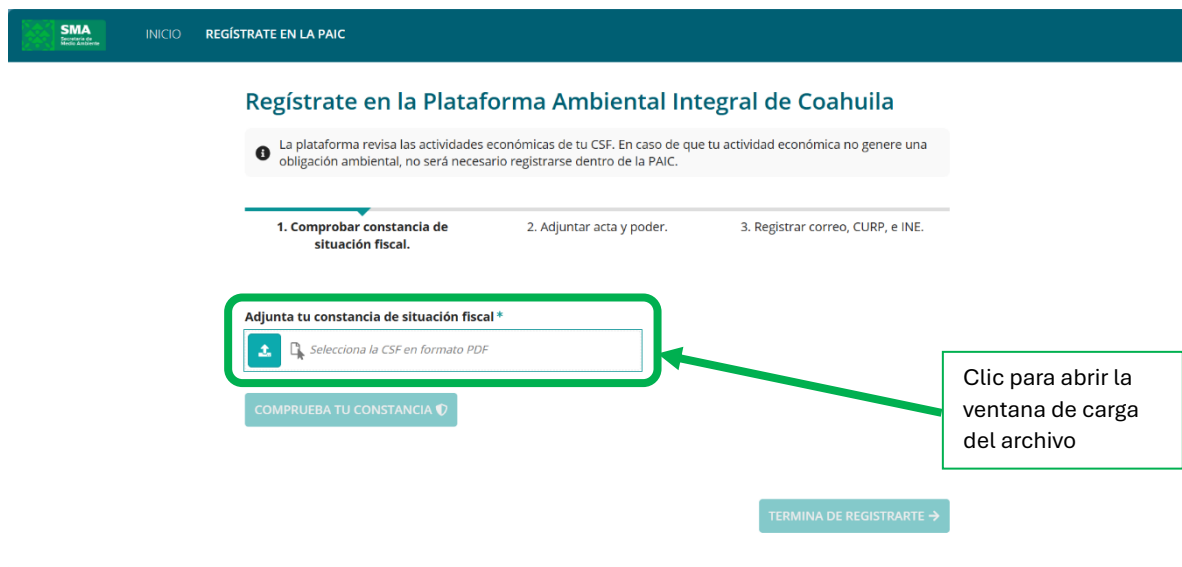 SMA
Secretaría de
Medio Ambiente
INICIO
REGÍSTRATE EN LA PAIC
Regístrate en la Plataforma Ambiental Integral de Coahuila
La plataforma revisa las actividades económicas de tu CSF. En caso de que tu actividad económica no genere una
obligación ambiental, no será necesario registrarse dentro de la PAIC.
1. Comprobar constancia de
situación fiscal.
2. Adjuntar acta y poder.
3. Registrar correo, CURP, e INE.
Adjunta tu constancia de situación fiscal *
Selecciona la CSF en formato PDF
COMPRUEBA TU CONSTANCIA
Clic para abrir la
ventana de carga
del archivo
TERMINA DE REGISTRARTE →